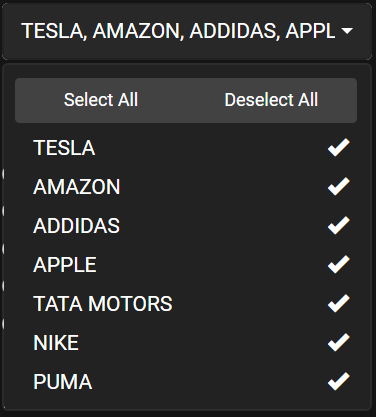 TESLA, AMAZON, ADDIDAS, APPL
Select All Deselect All
TESLA
AMAZON
ADDIDAS
APPLE
TATA MOTORS
NIKE
PUMA